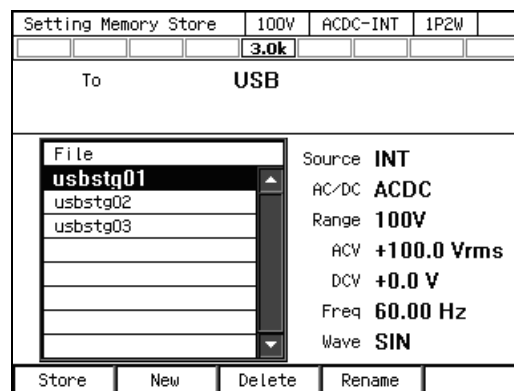 Setting Memory Store 100V ACDC-INT 1P2W
3.0k
To USB
File
usbstg01
usbstg02
usbstg03
Source INT
AC/DC ACDC
Range 100V
ACV +100.0 Vrms
DCV +0.0 V
Freq 60.00 Hz
Wave SIN
Store New Delete Rename